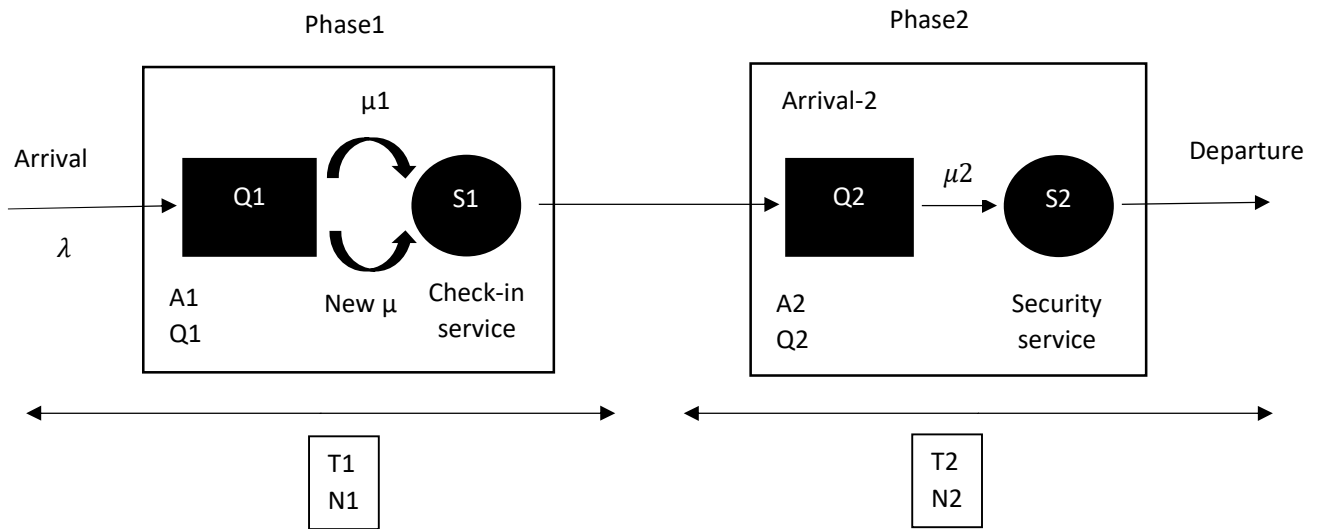 Phase1
Phase2
μ1
Arrival-2
Arrival
Departure
Q1
S1
Q2
𝜇2
S2
λ
A1
Q1
New μ
Check-in
service
A2
Q2
Security
service
T1
N1
T2
N2